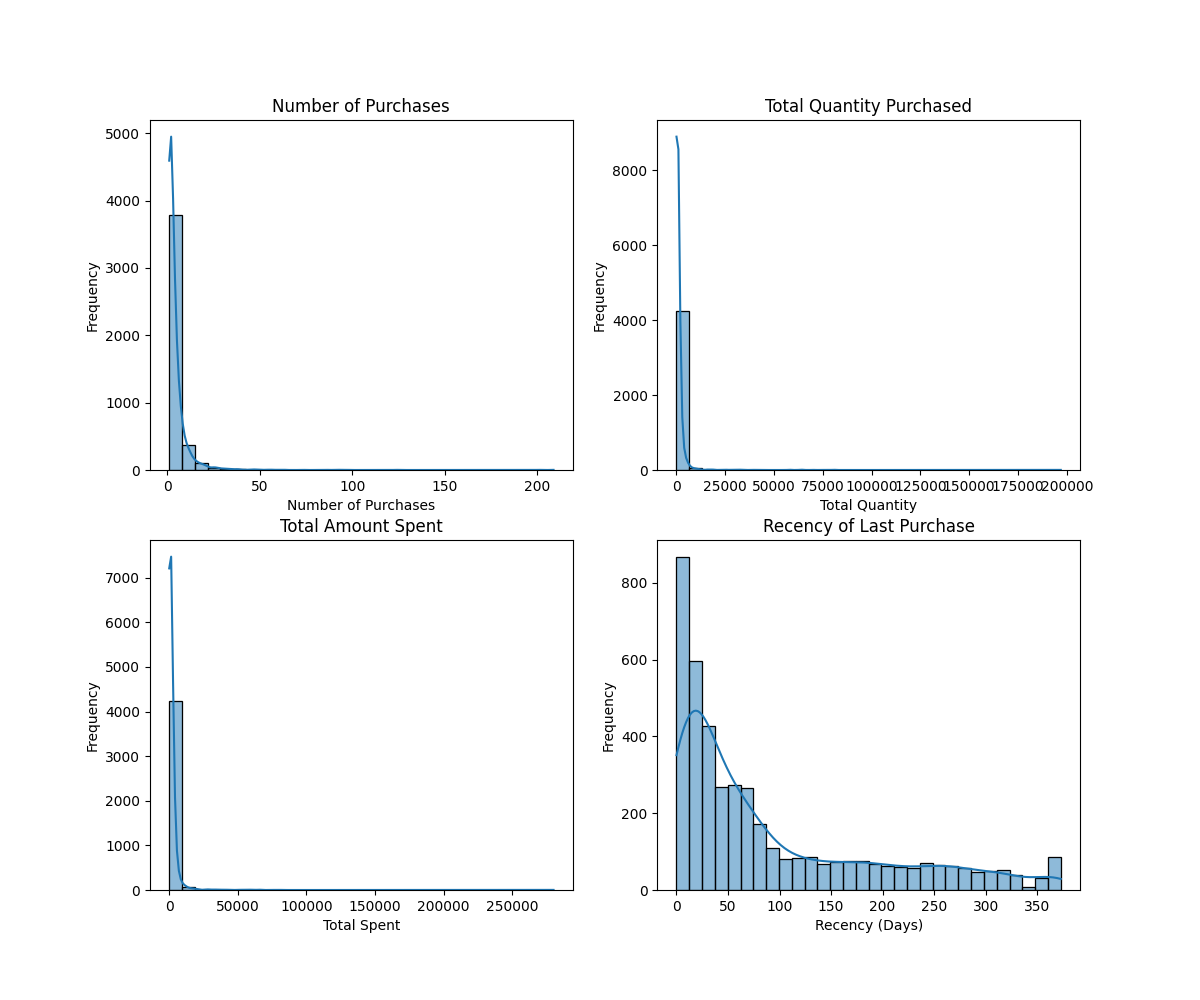 Number of Purchases
Frequency
5000
4000
3000
2000
1000
0
0 50 100 150 200
Number of Purchases
Total Quantity Purchased
Frequency
8000
6000
4000
2000
0
0 25000 50000 75000 100000 125000 150000 175000 200000
Total Quantity
Total Amount Spent
Frequency
7000
6000
5000
4000
3000
2000
1000
0
0 50000 100000 150000 200000 250000
Total Spent
Recency of Last Purchase
Frequency
800
600
400
200
0
0 50 100 150 200 250 300 350
Recency (Days)